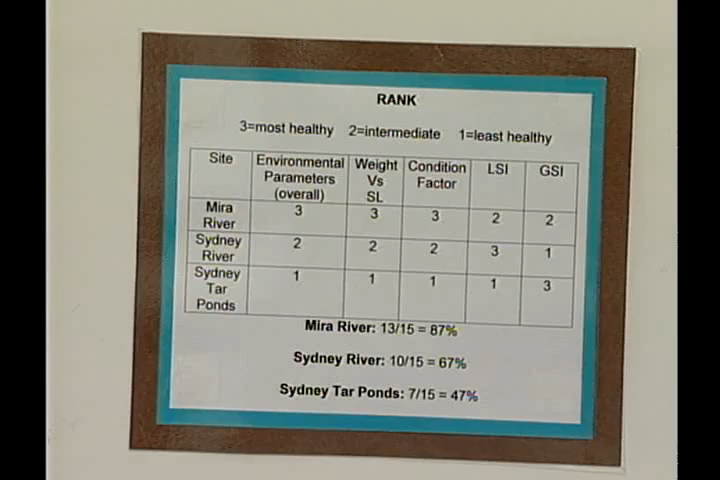 RANK
3=most healthy 2=intermediate 1=least healthy
Site Environmental Parameters (overall) Weight Vs SL Condition Factor LSI GSI
Mira River 3 3 3 2 2
Sydney River 2 2 2 3 1
Sydney Tar Ponds 1 1 1 1 3
Mira River: 13/15 = 87%
Sydney River: 10/15 = 67%
Sydney Tar Ponds: 7/15 = 47%